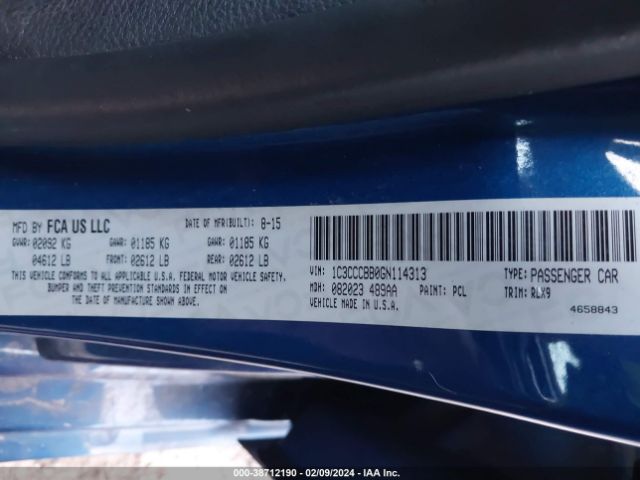 MFD BY FCA US LLC DATE OF MFR(BUILT): 8-15
GVWR: 02092 KG GAWR: 01185 KG GAWR: 01185 KG
04612 LB FRONT: 02612 LB REAR: 02612 LB
THIS VEHICLE CONFORMS TO ALL APPLICABLE U.S.A. FEDERAL MOTOR VEHICLE SAFETY,
BUMPER AND THEFT PREVENTION STANDARDS IN EFFECT ON
THE DATE OF MANUFACTURE SHOWN ABOVE.
VIN: 1C3CCCBB0GN114313 TYPE: PASSENGER CAR
MDH: 082023 489AA PAINT: PCL TRIM: RLX9
VEHICLE MADE IN U.S.A. 4658843
000-38712190 - 02/09/2024 - IAA Inc.